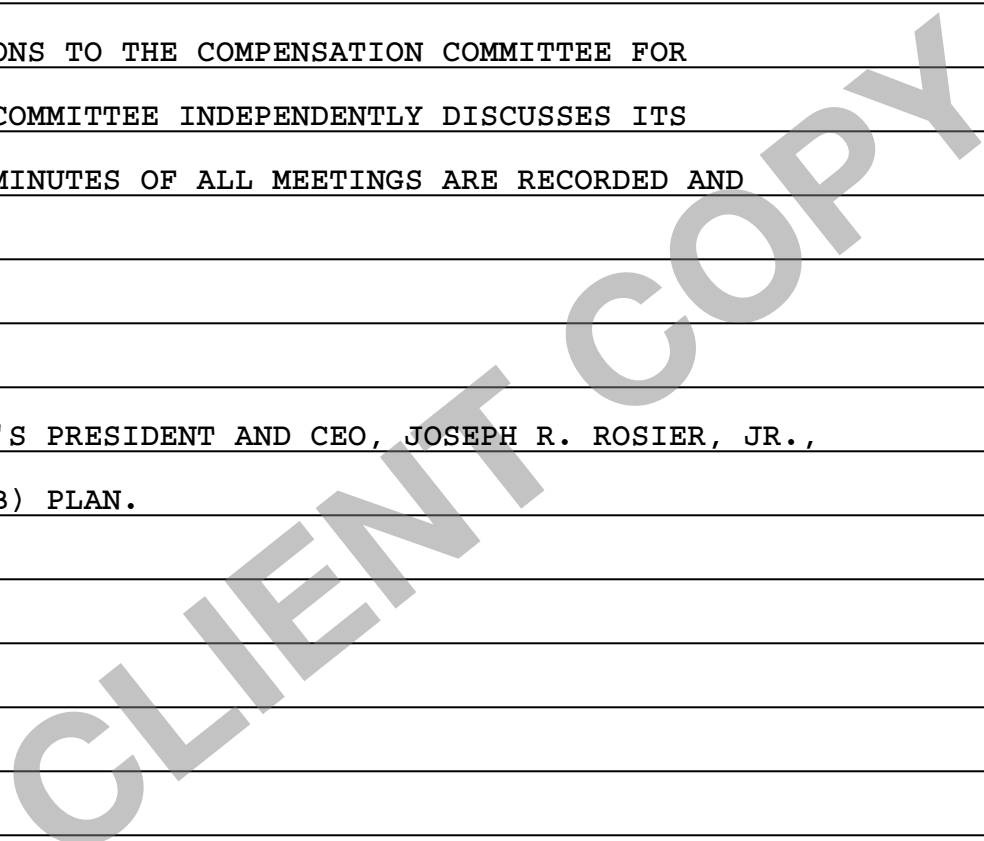 ONS TO THE COMPENSATION COMMITTEE FOR
COMMITTEE INDEPENDENTLY DISCUSSES ITS
MINUTES OF ALL MEETINGS ARE RECORDED AND
'S PRESIDENT AND CEO, JOSEPH R. ROSIER, JR.,
B) PLAN.
CLIENT COPY